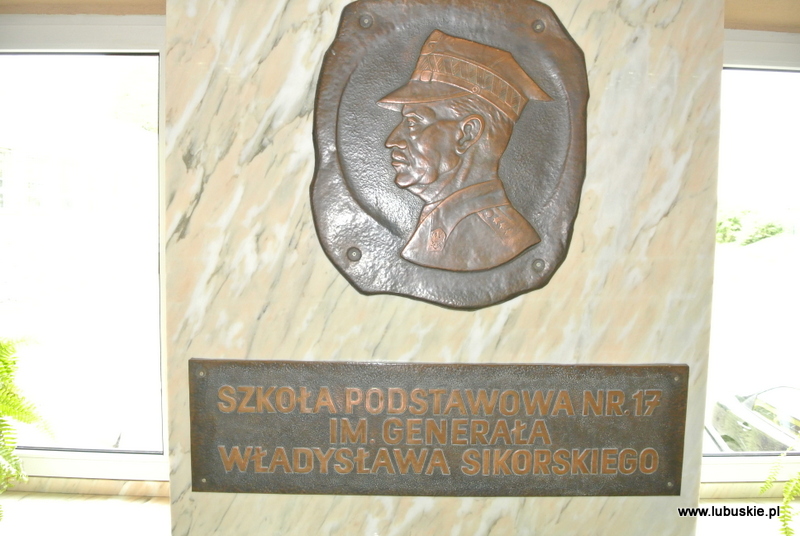 SZKOŁA PODSTAWOWA NR.17
IM. GENERAŁA
WŁADYSŁAWA SIKORSKIEGO
www.lubuskie.pl